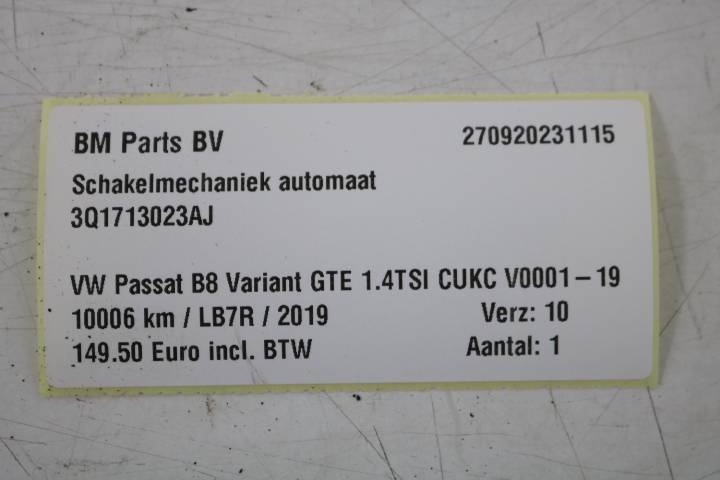 BM Parts BV 270920231115
Schakelmechaniek automaat
3Q1713023AJ
VW Passat B8 Variant GTE 1.4TSI CUKC V0001-19
10006 km / LB7R / 2019 Verz: 10
149.50 Euro incl. BTW Aantal: 1